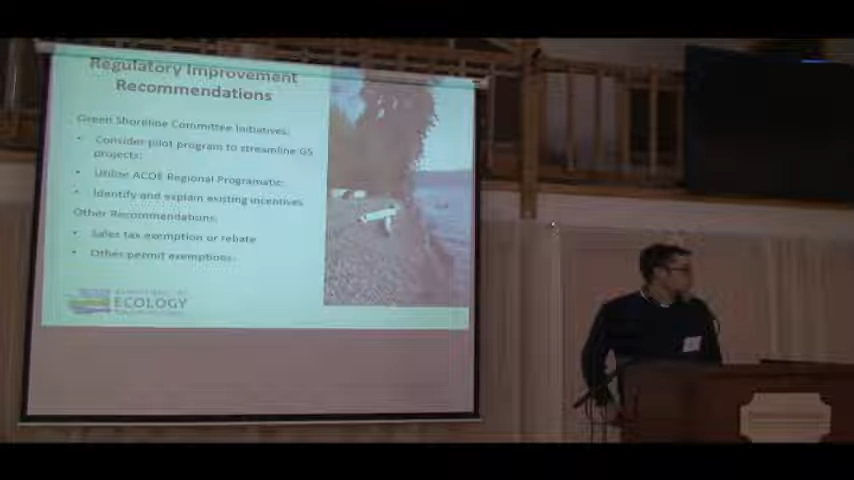 Regulatory Improvement
Recommendations
Green Shoreline Committee Initiatives:
• Consider pilot program to streamline GS
projects;
• Utilize ACOE Regional Programatic;
• Identify and explain existing incentives
Other Recommendations:
• Sales tax exemption or rebate
• Other permit exemptions.
ECOLOGY